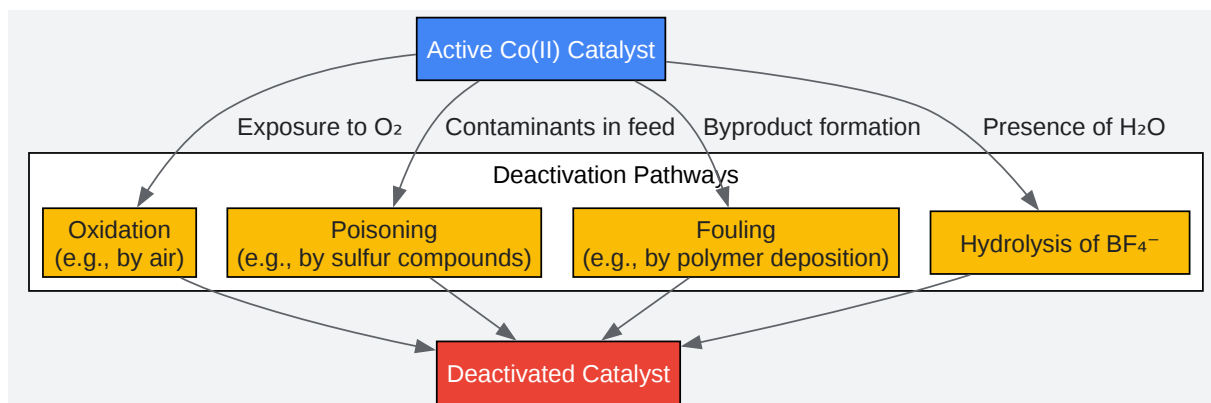 Active Co(II) Catalyst
Exposure to O₂
Contaminants in feed
Byproduct formation
Presence of H₂O
Deactivation Pathways
Oxidation
(e.g., by air)
Poisoning
(e.g., by sulfur compounds)
Fouling
(e.g., by polymer deposition)
Hydrolysis of BF₄⁻
Deactivated Catalyst